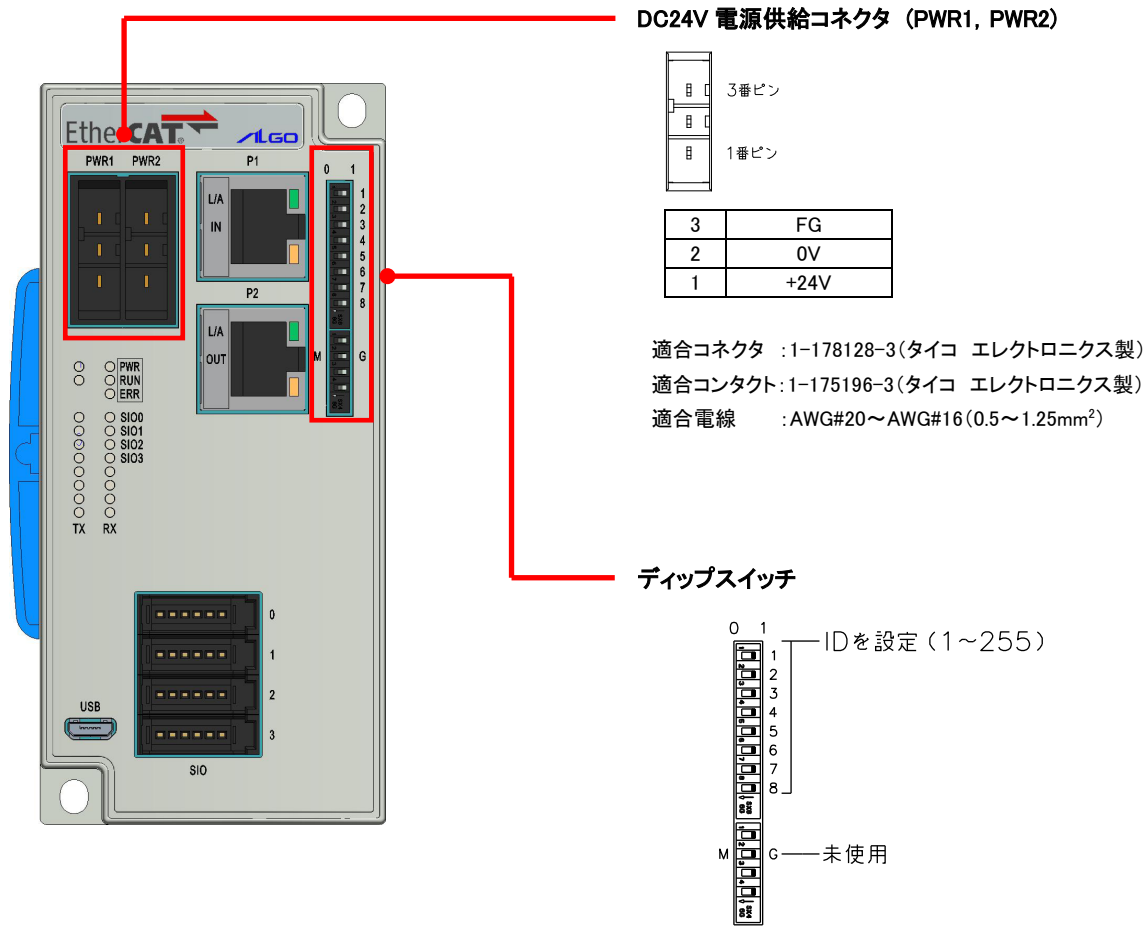 DC24V 電源供給コネクタ (PWR1, PWR2)
3番ピン
1番ピン
3 FG
2 0V
1 +24V
適合コネクタ :1-178128-3(タイコ エレクトロニクス製)
適合コンタクト:1-175196-3(タイコ エレクトロニクス製)
適合電線 :AWG#20~AWG#16(0.5~1.25mm²)
EtherCAT®
ALGO
PWR1 PWR2
P1
L/A
IN
P2
L/A
OUT
0 1
1
2
3
4
5
6
7
8
M G
PWR
RUN
ERR
SIO0
SIO1
SIO2
SIO3
TX RX
0
1
2
3
USB
SIO
ディップスイッチ
0 1
IDを設定(1~255)
1
2
3
4
5
6
7
8
M G 未使用